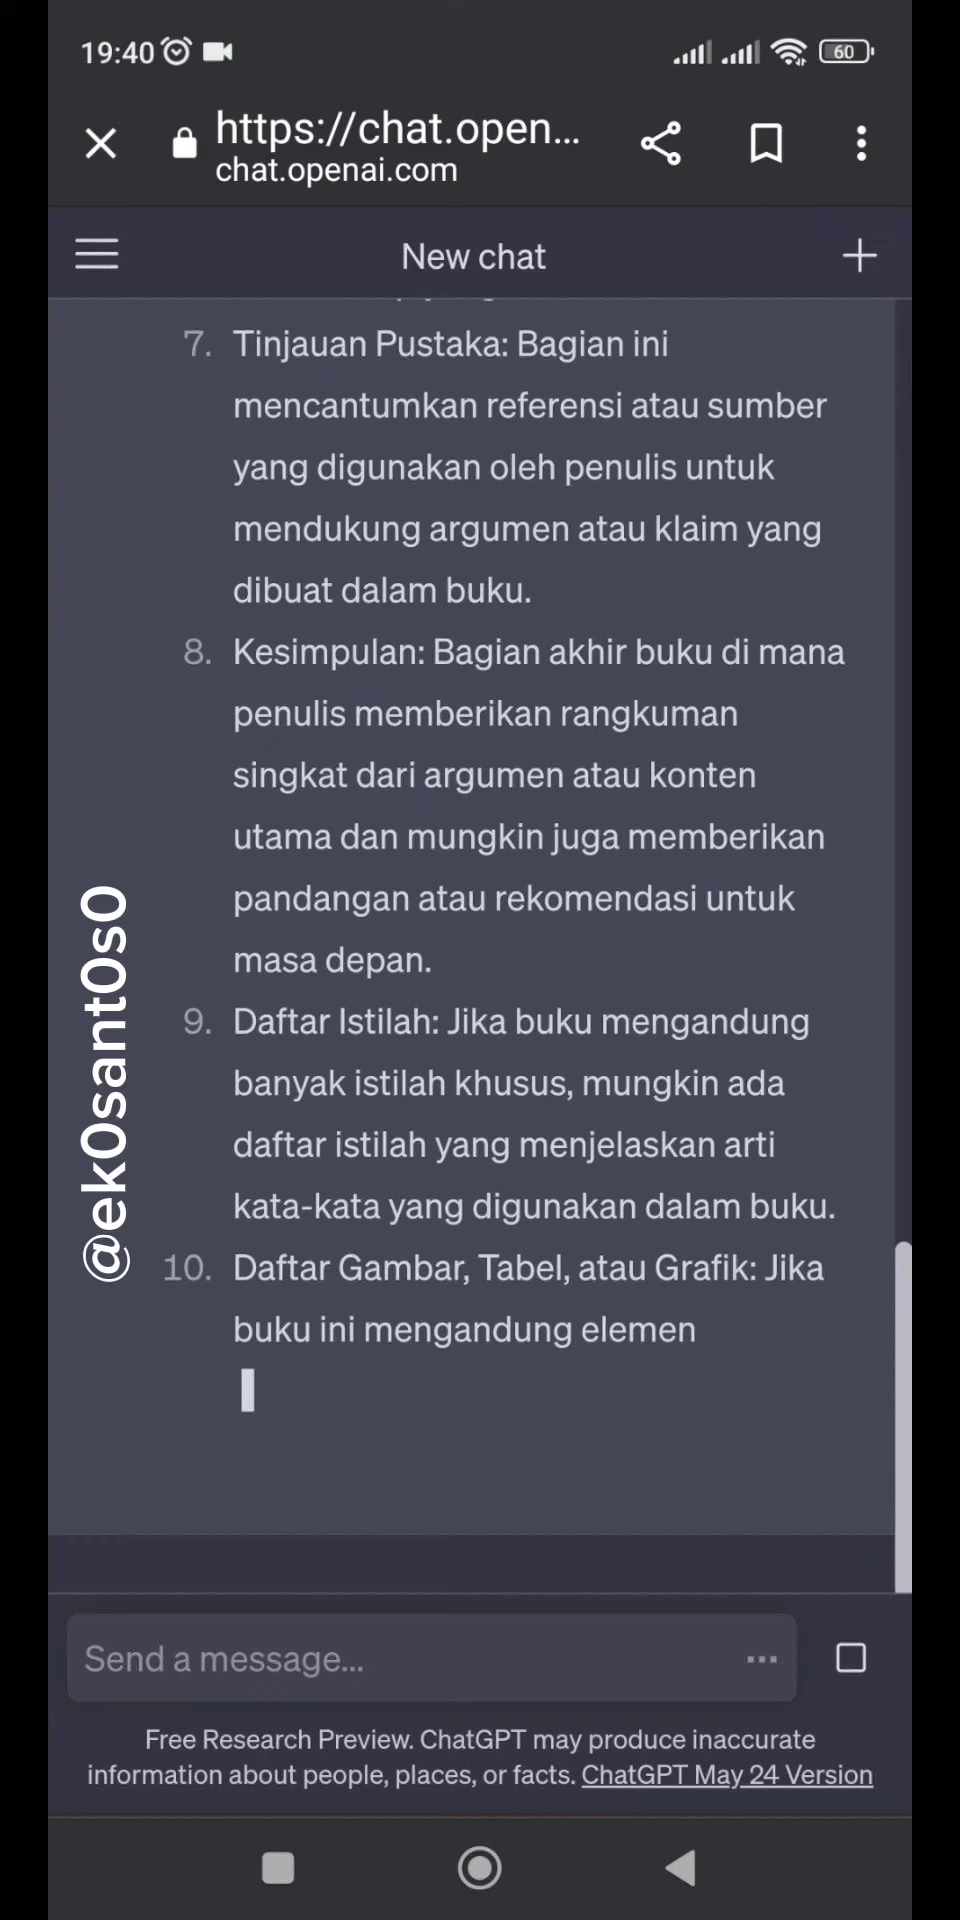 19:40
60
https://chat.open...
chat.openai.com
New chat
7. Tinjauan Pustaka: Bagian ini
mencantumkan referensi atau sumber
yang digunakan oleh penulis untuk
mendukung argumen atau klaim yang
dibuat dalam buku.
8. Kesimpulan: Bagian akhir buku di mana
penulis memberikan rangkuman
singkat dari argumen atau konten
utama dan mungkin juga memberikan
pandangan atau rekomendasi untuk
masa depan.
9. Daftar Istilah: Jika buku mengandung
banyak istilah khusus, mungkin ada
daftar istilah yang menjelaskan arti
kata-kata yang digunakan dalam buku.
10. Daftar Gambar, Tabel, atau Grafik: Jika
buku ini mengandung elemen
@ek0sant0s0
Send a message...
Free Research Preview. ChatGPT may produce inaccurate
information about people, places, or facts. ChatGPT May 24 Version